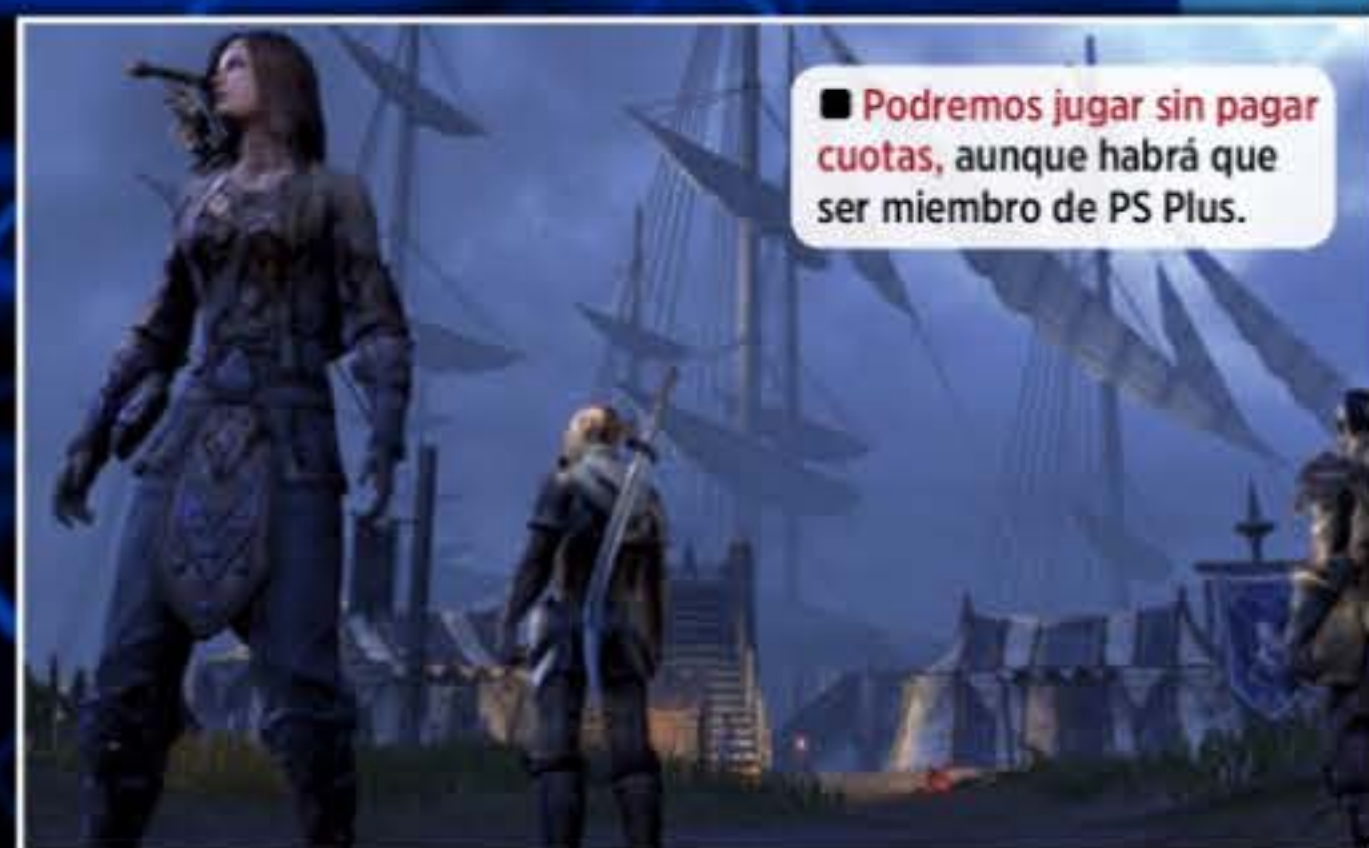 ■ Podremos jugar sin pagar
cuotas, aunque habrá que
ser miembro de PS Plus.